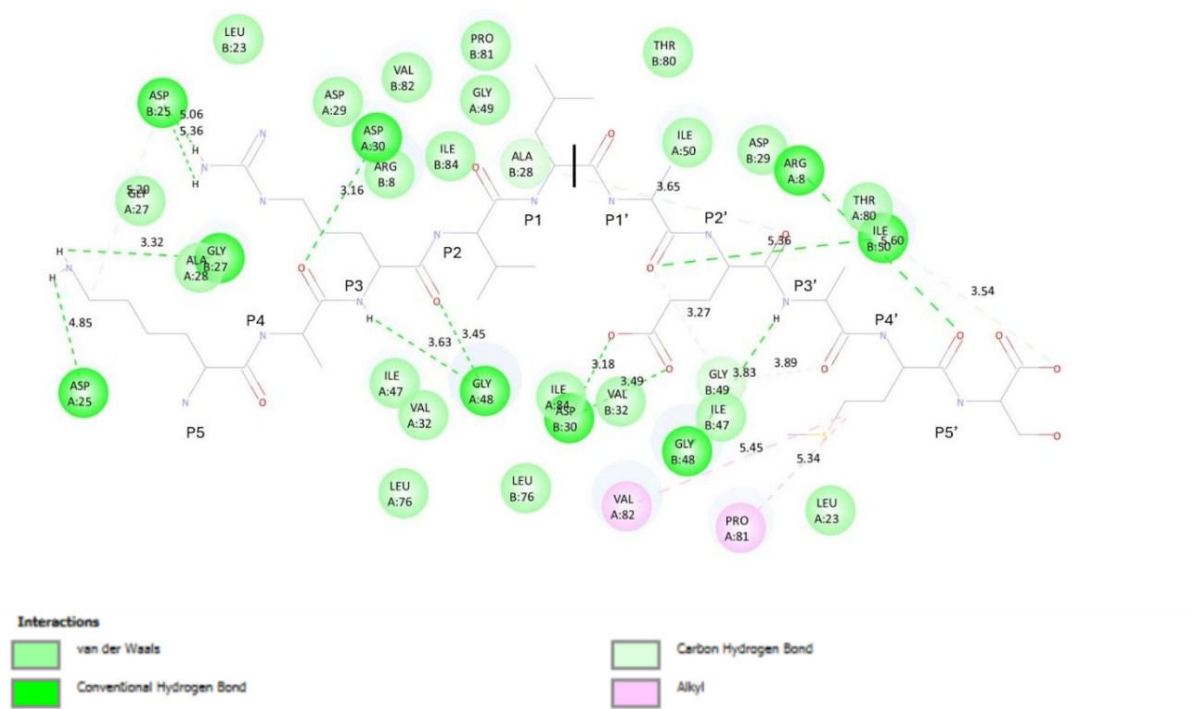 LEU
B:23
ASP
B:25
5.06
5.36
H
N
H
N
N
ASP
A:29
VAL
B:82
PRO
B:81
GLY
A:49
ASP
A:30
ARG
B:8
ILE
B:84
ALA
B:28
THR
B:80
ILE
A:50
ASP
B:29
ARG
A:8
THR
A:80
ILE
B:50
5.60
5.20
GLY
A:27
3.32
GLY
B:27
ALA
A:28
H
N
H
4.85
ASP
A:25
3.16
O
O
N
P1
O
N
P1'
3.65
P2'
N
O
5.36
O
N
P2
P3
N
H
O
P4
N
O
N
P5
3.63
3.45
3.27
P3'
N
H
3.54
P4'
N
O
O
O
O
N
O
P5'
ILE
A:47
VAL
A:32
GLY
A:48
O
O
3.18
3.49
ILE
A:84
ASP
B:30
VAL
B:32
GLY
B:49
3.83
3.89
O
ILE
B:47
GLY
B:48
S
5.45
5.34
LEU
A:76
LEU
B:76
VAL
A:82
PRO
A:81
LEU
A:23
Interactions
van der Waals
Conventional Hydrogen Bond
Carbon Hydrogen Bond
Alkyl